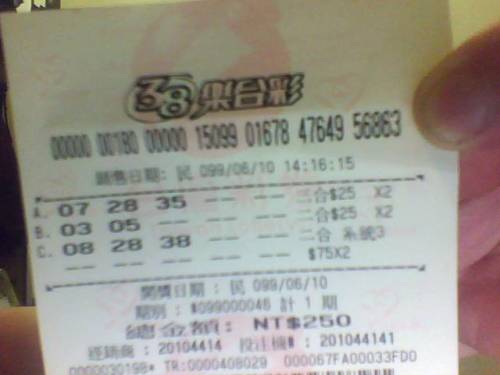 38樂合彩
00000 00180 00000 15099 01678 47649 56863
銷售日期: 民 099/06/10 14:16:15
A. 07 28 35 -- -- -- 三合$25 X2
B. 03 05 -- -- -- -- 二合$25 X2
C. 08 28 38 -- -- -- 二合 系統3
-- -- -- -- -- -- $75X2
開獎日期 : 民 099/06/10
期別 : #099000046 計 1 期
總金額: NT$250
經銷商 : 20104414 投注機# : 201044141
0000030198* TR:0000408029 000067FA00033FD0